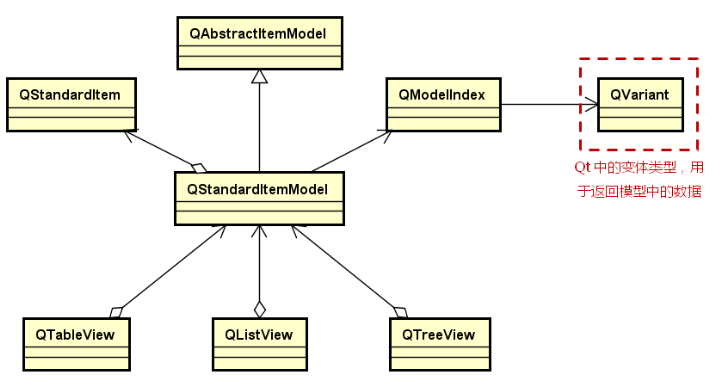 QAbstractItemModel
QStandardItem
QModelIndex
QVariant
Qt 中的变体类型，用
于返回模型中的数据
QStandardItemModel
QTableView
QListView
QTreeView